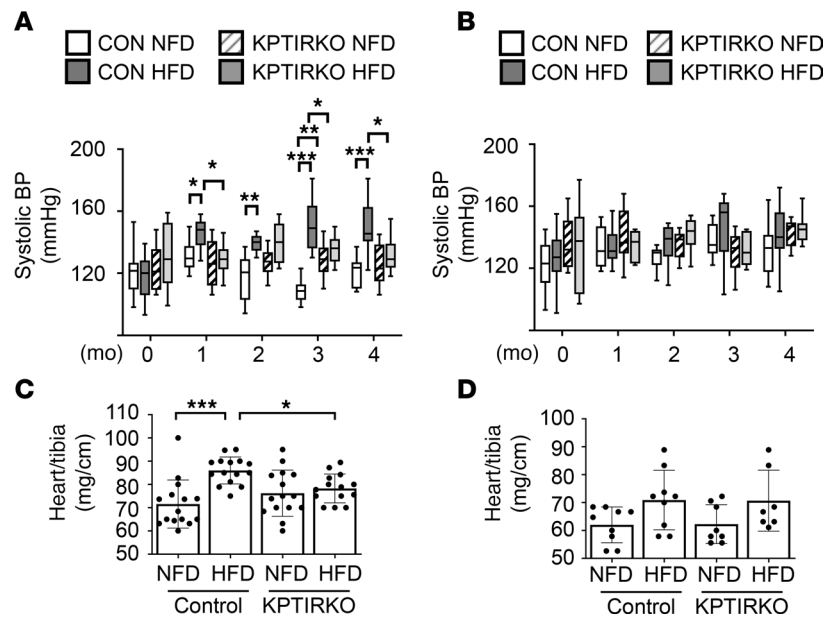 A
CON NFD KPTIRKO NFD
CON HFD KPTIRKO HFD
Systolic BP
(mmHg)
200
160
120
* * ** *** ** * *** *
(mo) 0 1 2 3 4
B
CON NFD KPTIRKO NFD
CON HFD KPTIRKO HFD
Systolic BP
(mmHg)
200
160
120
(mo) 0 1 2 3 4
C
Heart/tibia
(mg/cm)
110
100
90
80
70
60
50
*** *
NFD HFD NFD HFD
Control KPTIRKO
D
Heart/tibia
(mg/cm)
100
90
80
70
60
50
NFD HFD NFD HFD
Control KPTIRKO